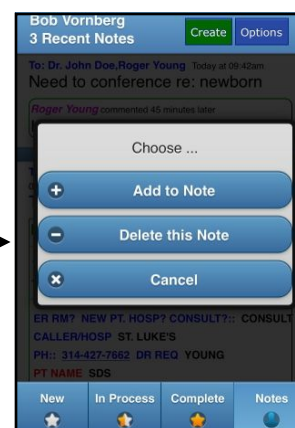 Bob Vornberg
3 Recent Notes
Create
Options
To: Dr. John Doe,Roger Young Today at 09:42am
Need to conference re: newborn
Roger Young commented 45 minutes later
Choose ...
Add to Note
Delete this Note
Cancel
ER RM? NEW PT. HOSP? CONSULT?:: CONSULT
CALLER/HOSP ST. LUKE'S
PH:: 314-427-7662 DR REQ YOUNG
PT NAME SDS
New
In Process
Complete
Notes